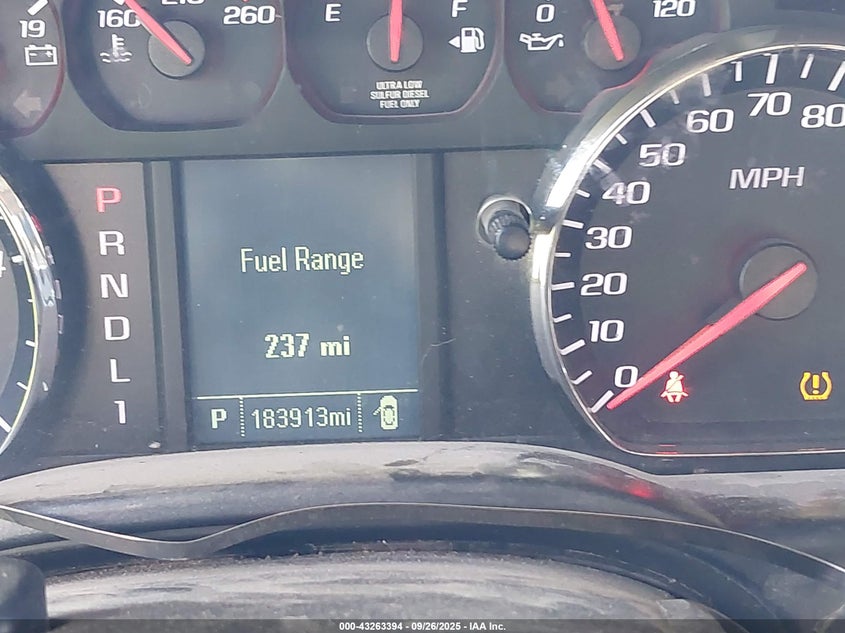 19
160
210
260
E
F
0
120
ULTRA LOW
SULFUR DIESEL
FUEL ONLY
P
R
N
D
L
1
Fuel Range
237 mi
P 183913mi
MPH
0
10
20
30
40
50
60
70
80
000-43263394 - 09/26/2025 - IAA Inc.